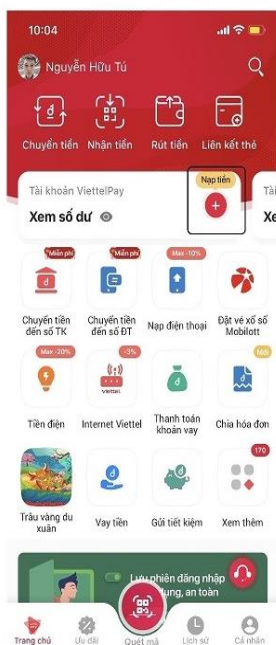 10:04
Nguyễn Hữu Tú
Chuyển tiền Nhận tiền Rút tiền Liên kết thẻ
Nạp tiền
Tài khoản ViettelPay
Tài
Xem số dư
Xe
Miễn phí
Miễn phí
Max -10%
Chuyển tiền
đến số TK
Chuyển tiền
đến số ĐT
Nạp điện thoại
Đặt vé xổ số
Mobilott
Max -20%
-3%
Mới
viettel
Tiền điện
Internet Viettel
Thanh toán
khoản vay
Chia hóa đơn
170
Trâu vàng du
xuân
Vay tiền
Gửi tiết kiệm
Xem thêm
Lưu phiên đăng nhập
dụng, an toàn
Trang chủ
Ưu đãi
Quét mã
Lịch sử
Cá nhân